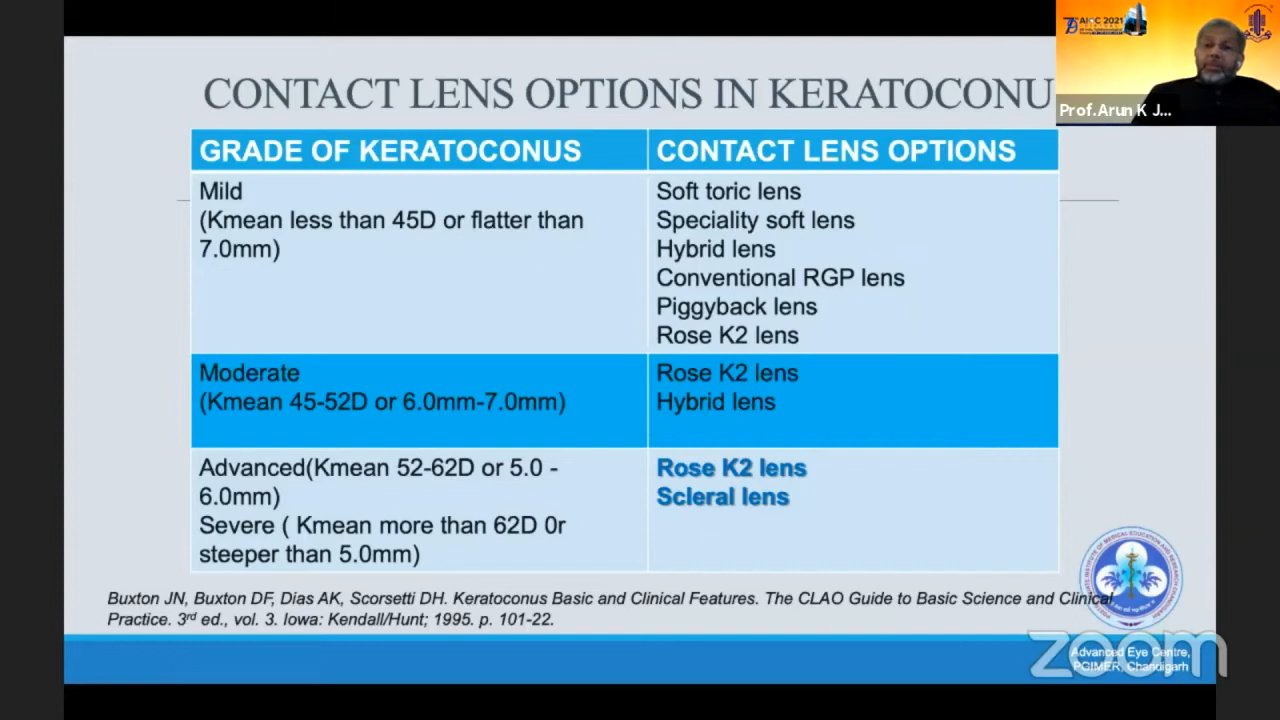 CONTACT LENS OPTIONS IN KERATOCONU
AIOC 2021
Prof.Arun K J...
GRADE OF KERATOCONUS
CONTACT LENS OPTIONS
Mild
(Kmean less than 45D or flatter than
7.0mm)
Soft toric lens
Speciality soft lens
Hybrid lens
Conventional RGP lens
Piggyback lens
Rose K2 lens
Moderate
(Kmean 45-52D or 6.0mm-7.0mm)
Rose K2 lens
Hybrid lens
Advanced(Kmean 52-62D or 5.0 -
6.0mm)
Severe ( Kmean more than 62D 0r
steeper than 5.0mm)
Rose K2 lens
Scleral lens
Buxton JN, Buxton DF, Dias AK, Scorsetti DH. Keratoconus Basic and Clinical Features. The CLAO Guide to Basic Science and Clinical
Practice. 3rd ed., vol. 3. Iowa: Kendall/Hunt; 1995. p. 101-22.
zoom
Advanced Eye Centre,
PGIMER, Chandigarh